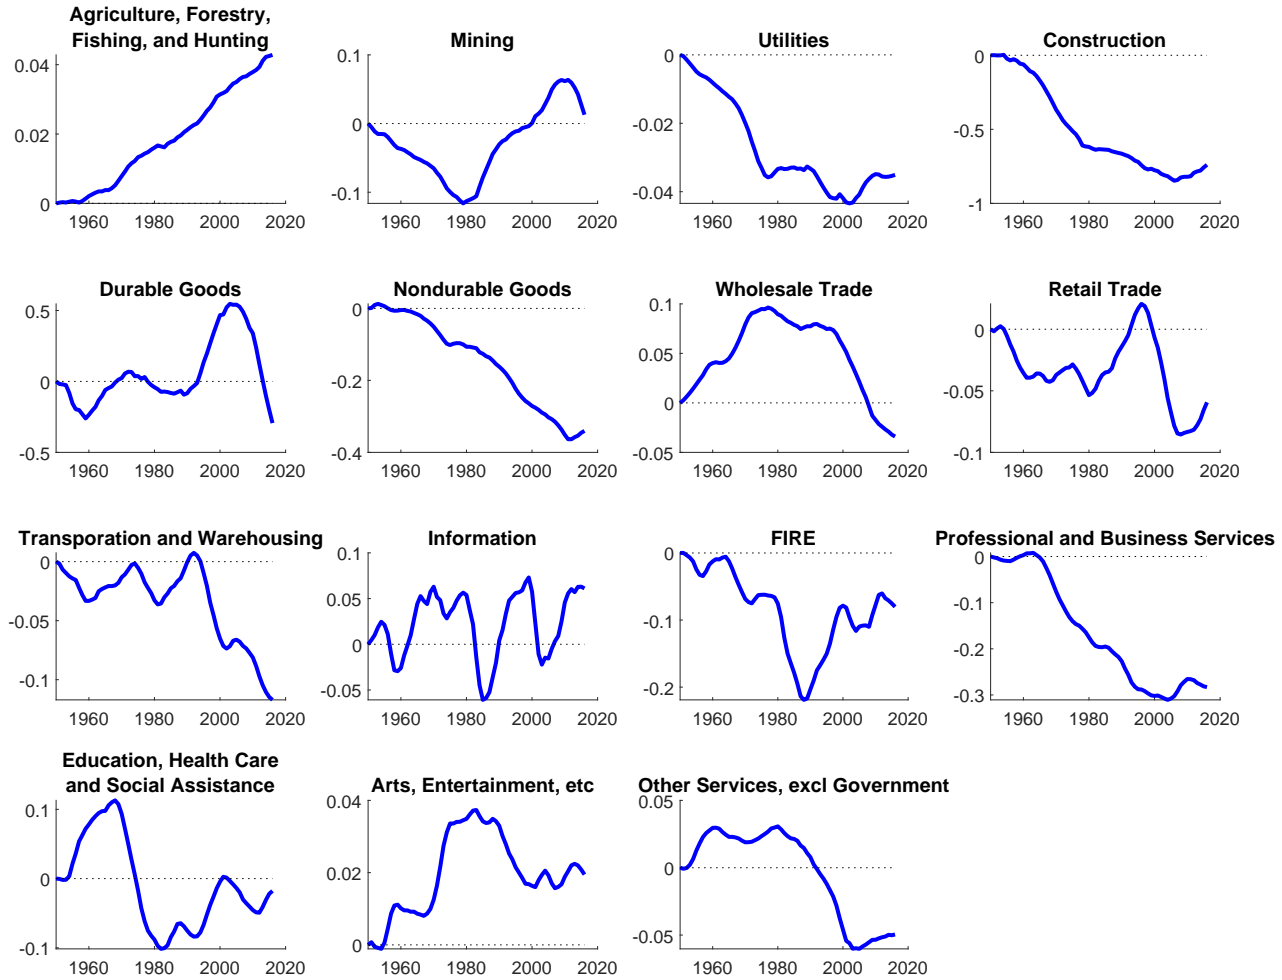 Agriculture, Forestry,
Fishing, and Hunting
Mining
Utilities
Construction
0.04
0.02
0
1960 1980 2000 2020
0.1
0
-0.1
1960 1980 2000 2020
0
-0.02
-0.04
1960 1980 2000 2020
0
-0.5
-1
1960 1980 2000 2020
Durable Goods
Nondurable Goods
Wholesale Trade
Retail Trade
0.5
0
-0.5
1960 1980 2000 2020
0
-0.2
-0.4
1960 1980 2000 2020
0.1
0.05
0
-0.05
1960 1980 2000 2020
0
-0.05
-0.1
1960 1980 2000 2020
Transporation and Warehousing
Information
FIRE
Professional and Business Services
0
-0.05
-0.1
1960 1980 2000 2020
0.1
0.05
0
-0.05
1960 1980 2000 2020
0
-0.1
-0.2
1960 1980 2000 2020
0
-0.1
-0.2
-0.3
1960 1980 2000 2020
Education, Health Care
and Social Assistance
Arts, Entertainment, etc
Other Services, excl Government
0.1
0
-0.1
1960 1980 2000 2020
0.04
0.02
0
1960 1980 2000 2020
0.05
0
-0.05
1960 1980 2000 2020